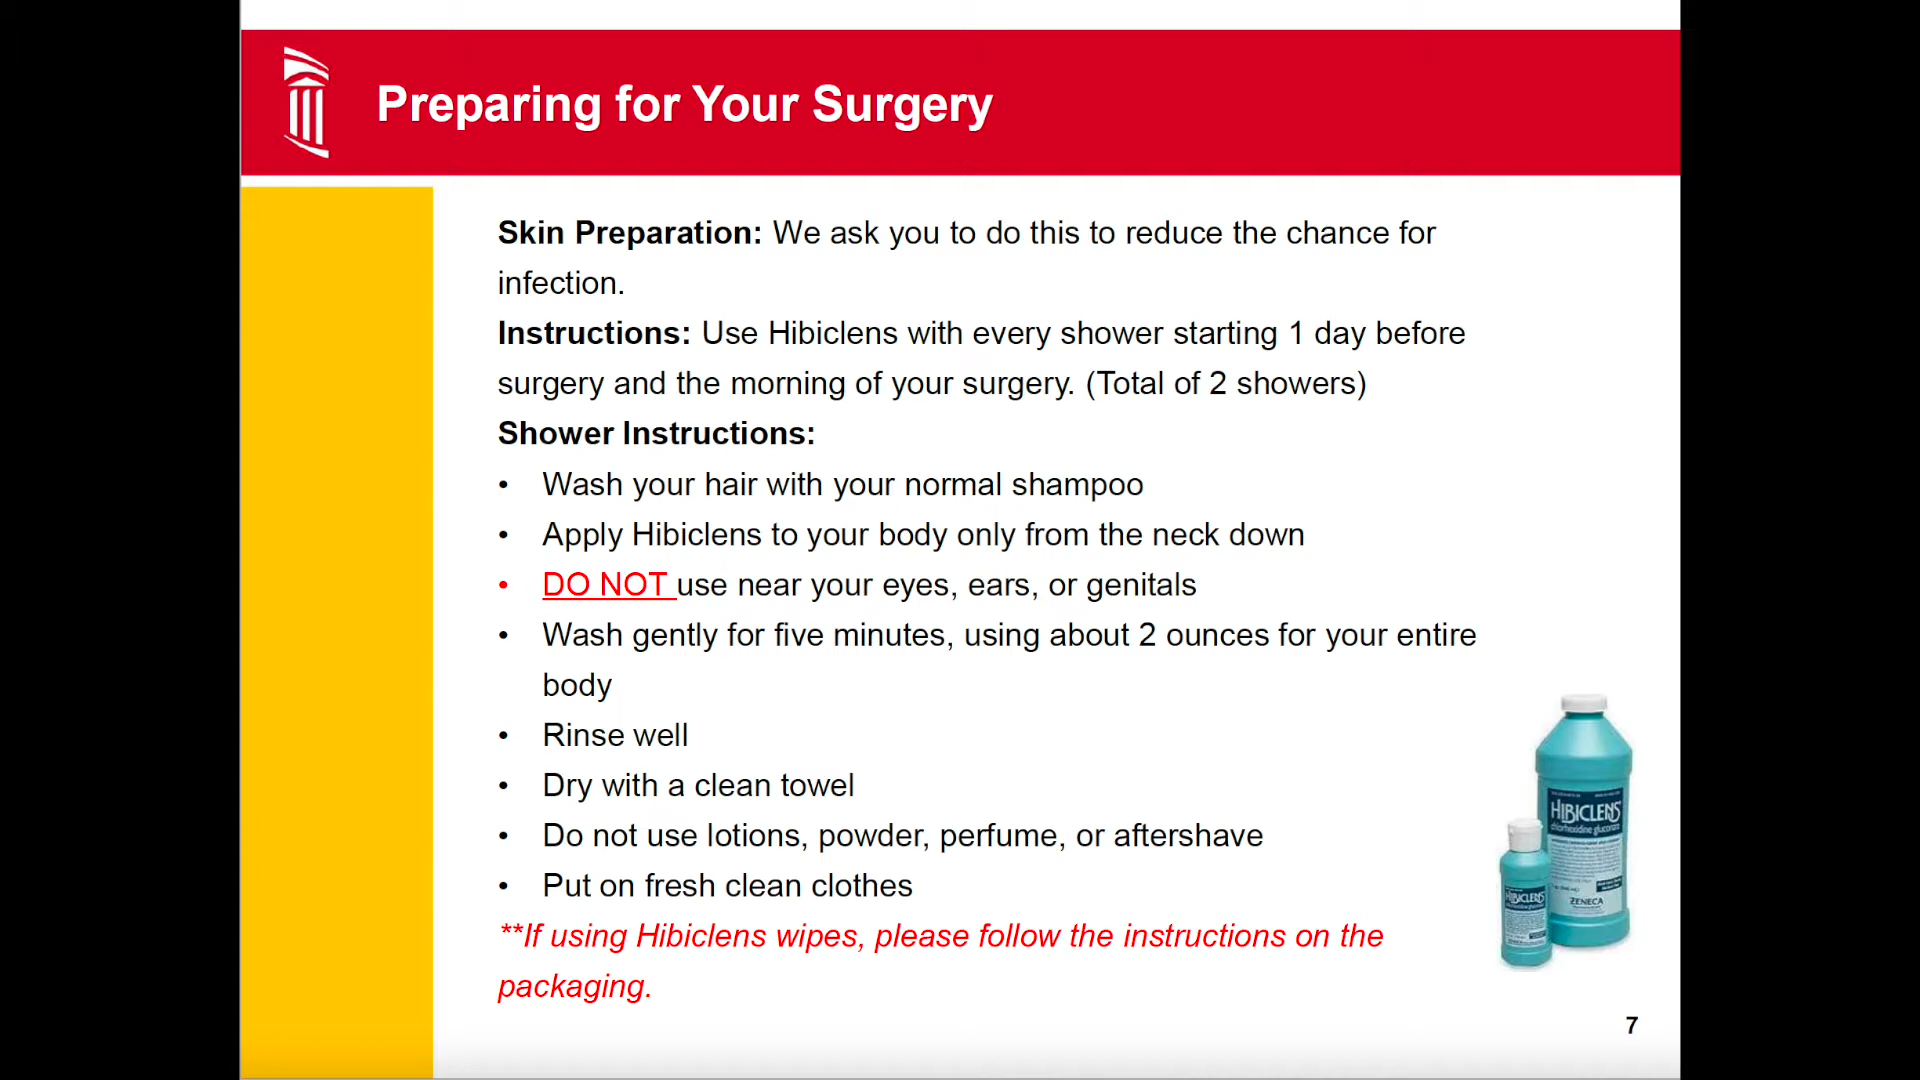 Preparing for Your Surgery
Skin Preparation: We ask you to do this to reduce the chance for
infection.
Instructions: Use Hibiclens with every shower starting 1 day before
surgery and the morning of your surgery. (Total of 2 showers)
Shower Instructions:
• Wash your hair with your normal shampoo
• Apply Hibiclens to your body only from the neck down
• DO NOT use near your eyes, ears, or genitals
• Wash gently for five minutes, using about 2 ounces for your entire
body
• Rinse well
• Dry with a clean towel
• Do not use lotions, powder, perfume, or aftershave
• Put on fresh clean clothes
**If using Hibiclens wipes, please follow the instructions on the
packaging.
HIBICLENS
chlorhexidine gluconate
ZENECA
HIBICLENS
7